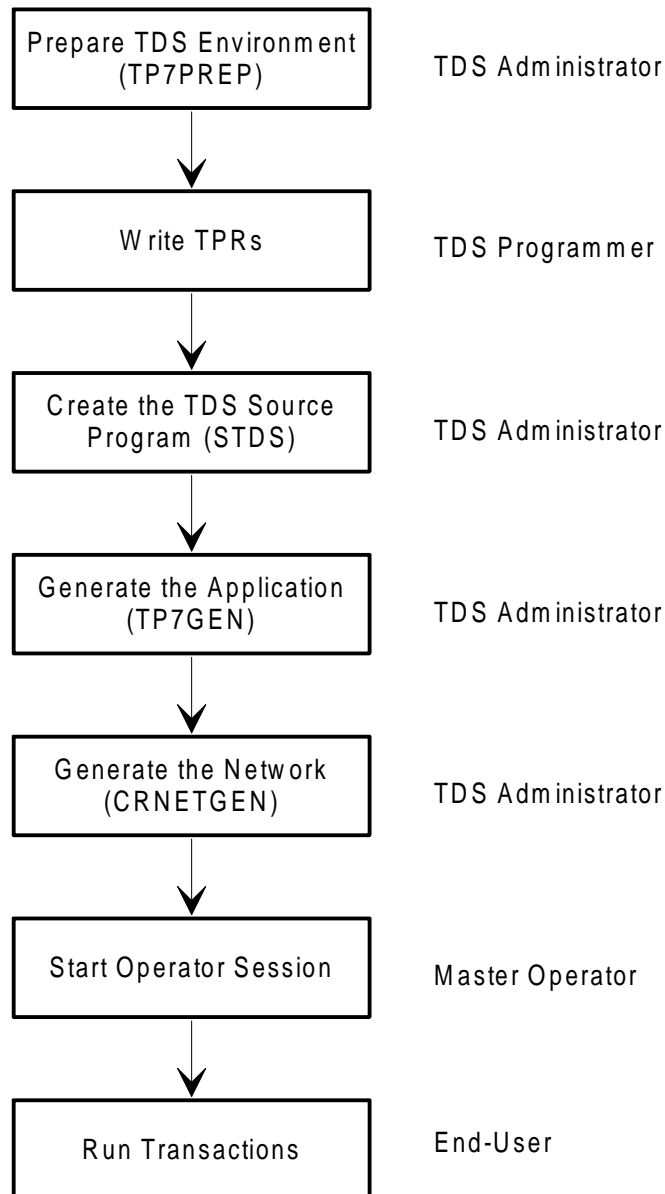 Prepare TDS Environment
(TP7PREP)
TDS Administrator
Write TPRs
TDS Programmer
Create the TDS Source
Program (STDS)
TDS Administrator
Generate the Application
(TP7GEN)
TDS Administrator
Generate the Network
(CRNETGEN)
TDS Administrator
Start Operator Session
Master Operator
Run Transactions
End-User